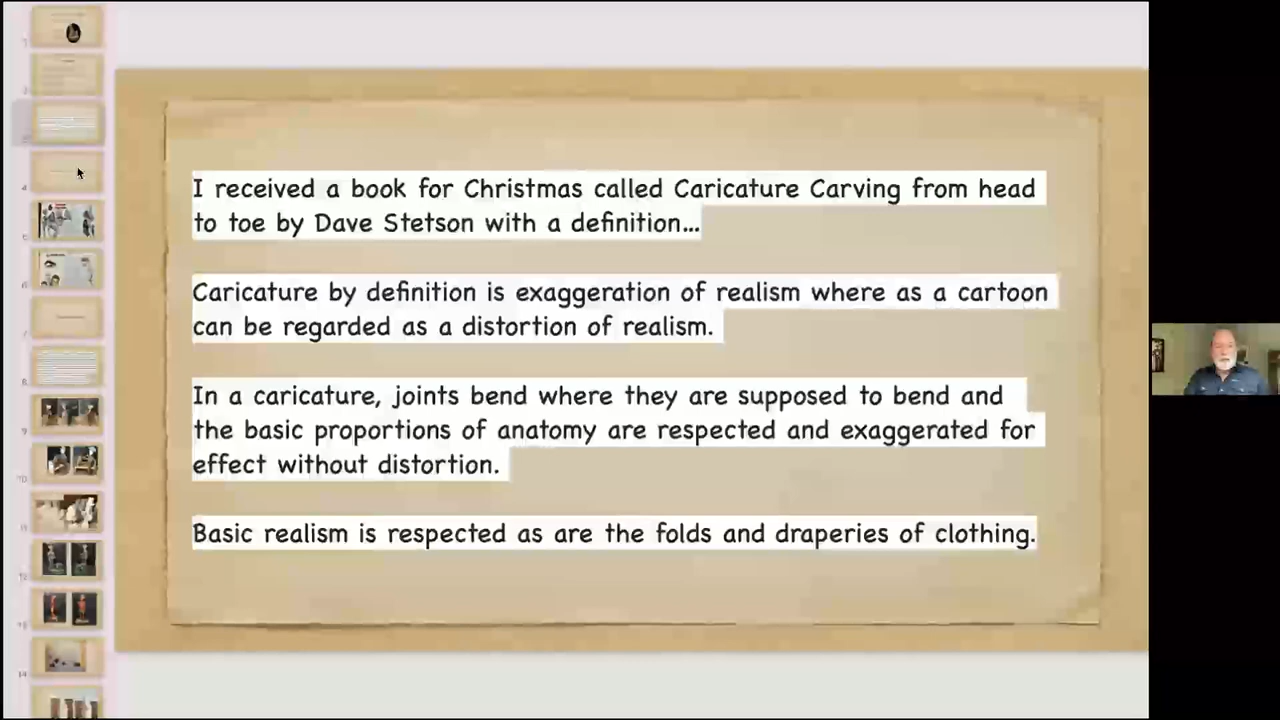 I received a book for Christmas called Caricature Carving from head
to toe by Dave Stetson with a definition...
Caricature by definition is exaggeration of realism where as a cartoon
can be regarded as a distortion of realism.
In a caricature, joints bend where they are supposed to bend and
the basic proportions of anatomy are respected and exaggerated for
effect without distortion.
Basic realism is respected as are the folds and draperies of clothing.